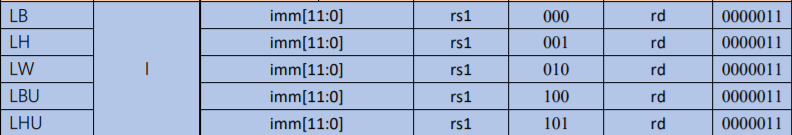 LB I imm[11:0] rs1 000 rd 0000011
LH imm[11:0] rs1 001 rd 0000011
LW imm[11:0] rs1 010 rd 0000011
LBU imm[11:0] rs1 100 rd 0000011
LHU imm[11:0] rs1 101 rd 0000011